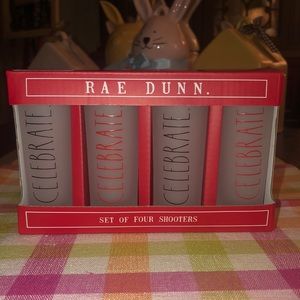 RAE DUNN.
CELEBRATE.
CELEBRATE.
CELEBRATE.
CELEBRATE.
SET OF FOUR SHOOTERS